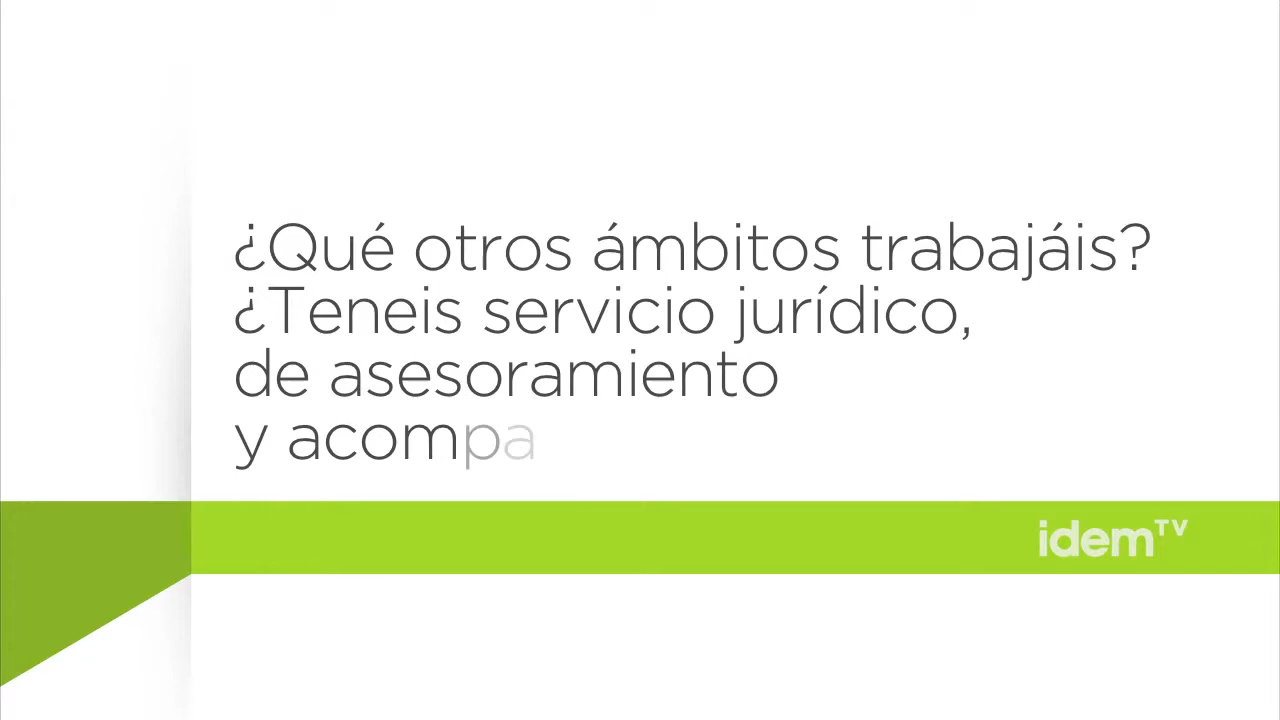 ¿Qué otros ámbitos trabajáis?
¿Teneis servicio jurídico,
de asesoramiento
y acompa
idemTV